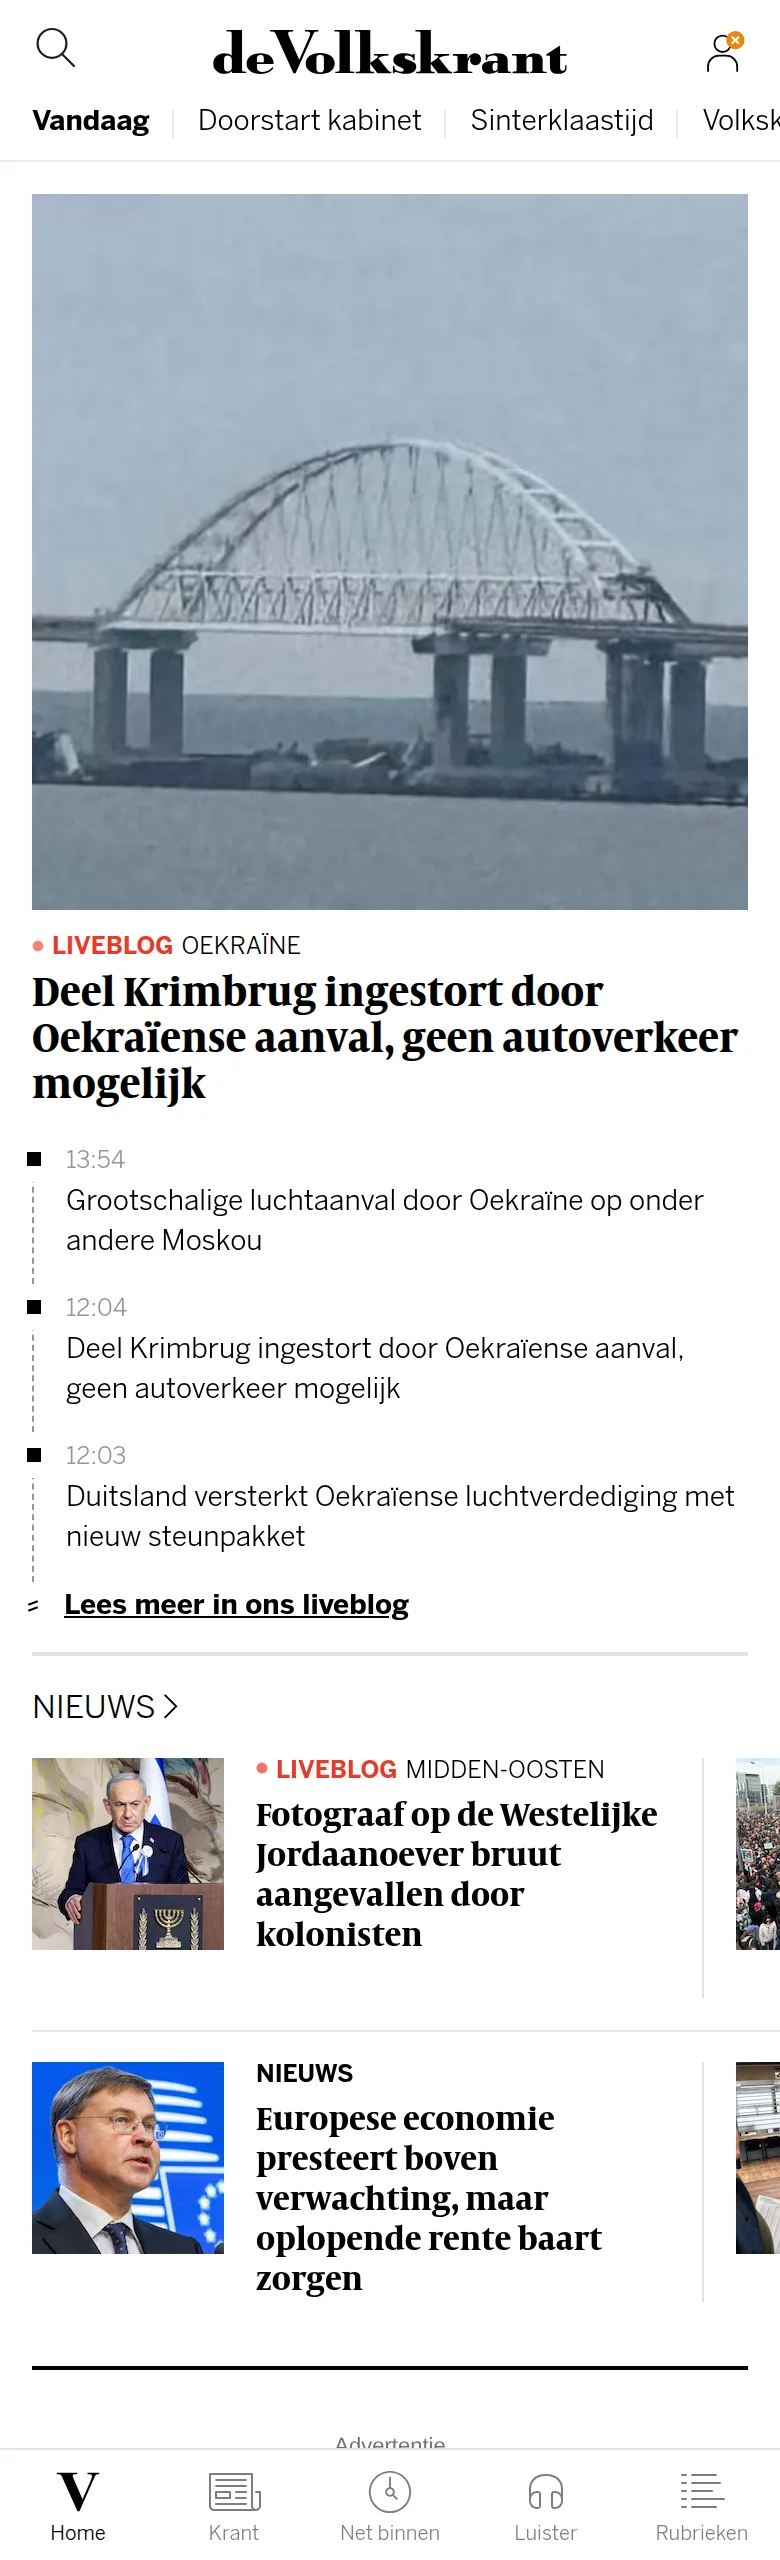 deVolkskrant
Vandaag
Doorstart kabinet
Sinterklaastijd
Volksk
LIVEBLOG OEKRAÏNE
Deel Krimbrug ingestort door
Oekraïense aanval, geen autoverkeer
mogelijk
13:54
Grootschalige luchtaanval door Oekraïne op onder
andere Moskou
12:04
Deel Krimbrug ingestort door Oekraïense aanval,
geen autoverkeer mogelijk
12:03
Duitsland versterkt Oekraïense luchtverdediging met
nieuw steunpakket
Lees meer in ons liveblog
NIEUWS
LIVEBLOG MIDDEN-OOSTEN
Fotograaf op de Westelijke
Jordaanoever bruut
aangevallen door
kolonisten
NIEUWS
Europese economie
presteert boven
verwachting, maar
oplopende rente baart
zorgen
Advertentie
V
Home
Krant
Net binnen
Luister
Rubrieken